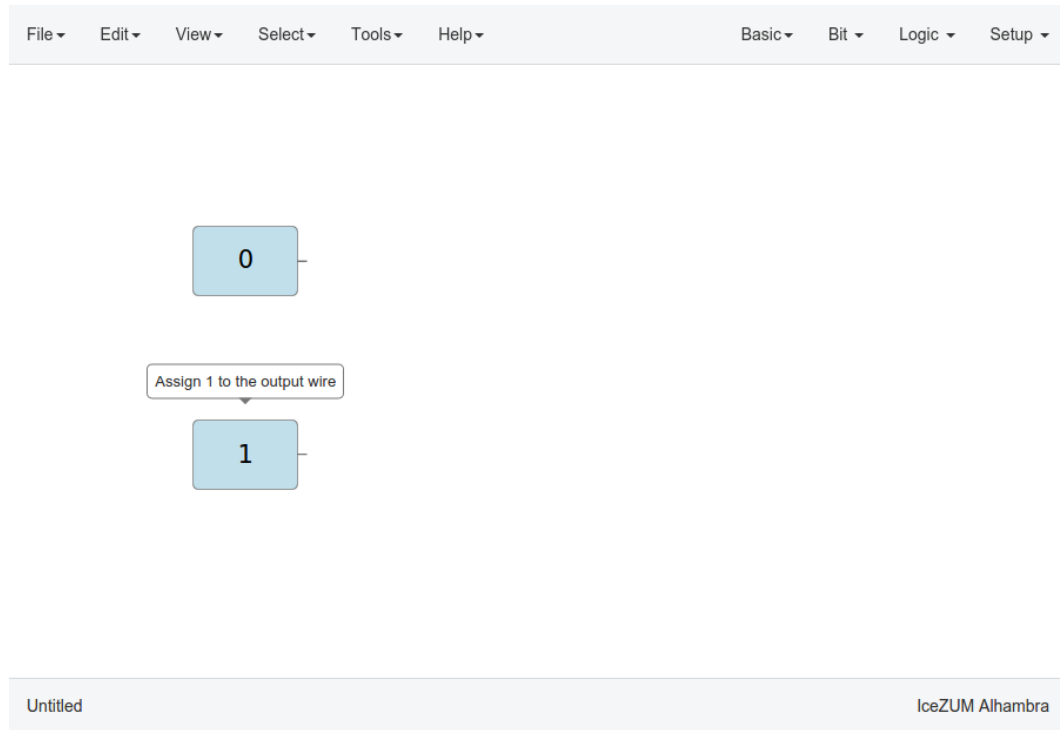 File Edit View Select Tools Help Basic Bit Logic Setup
0
Assign 1 to the output wire
1
Untitled IceZUM Alhambra